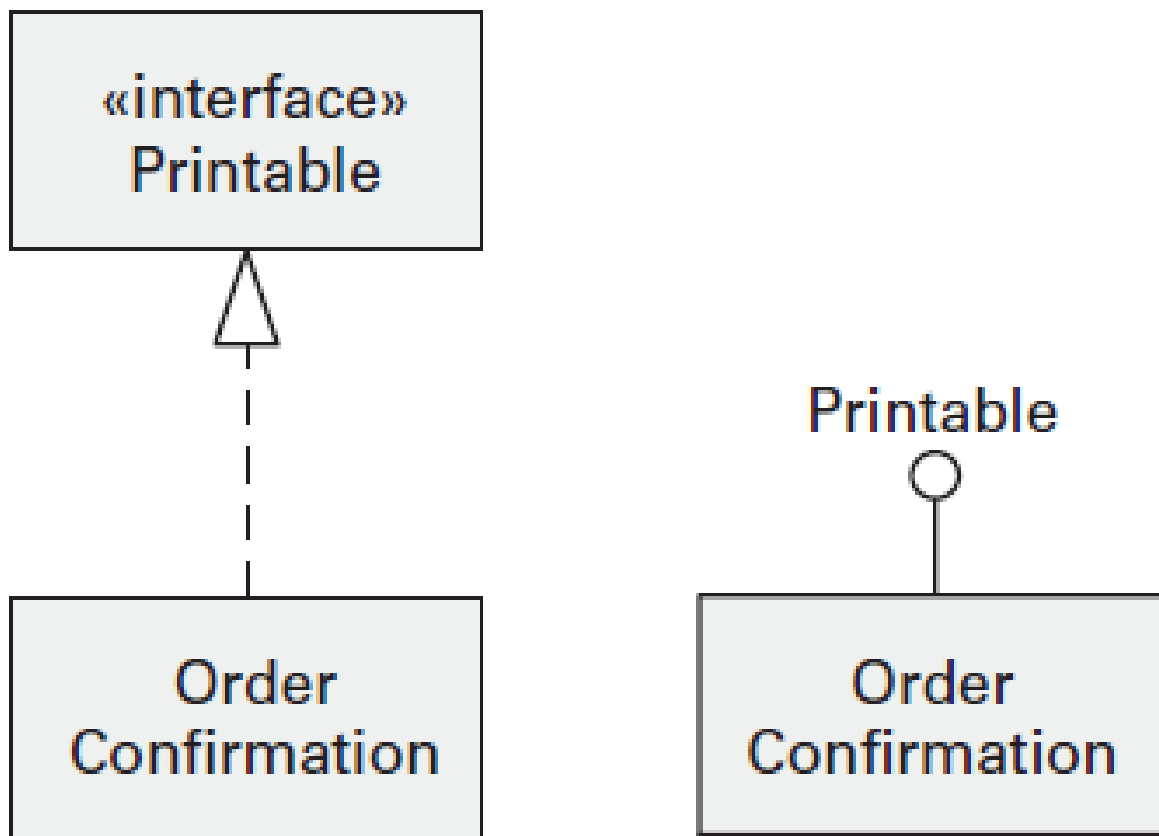 «interface»
Printable
Order
Confirmation
Printable
Order
Confirmation